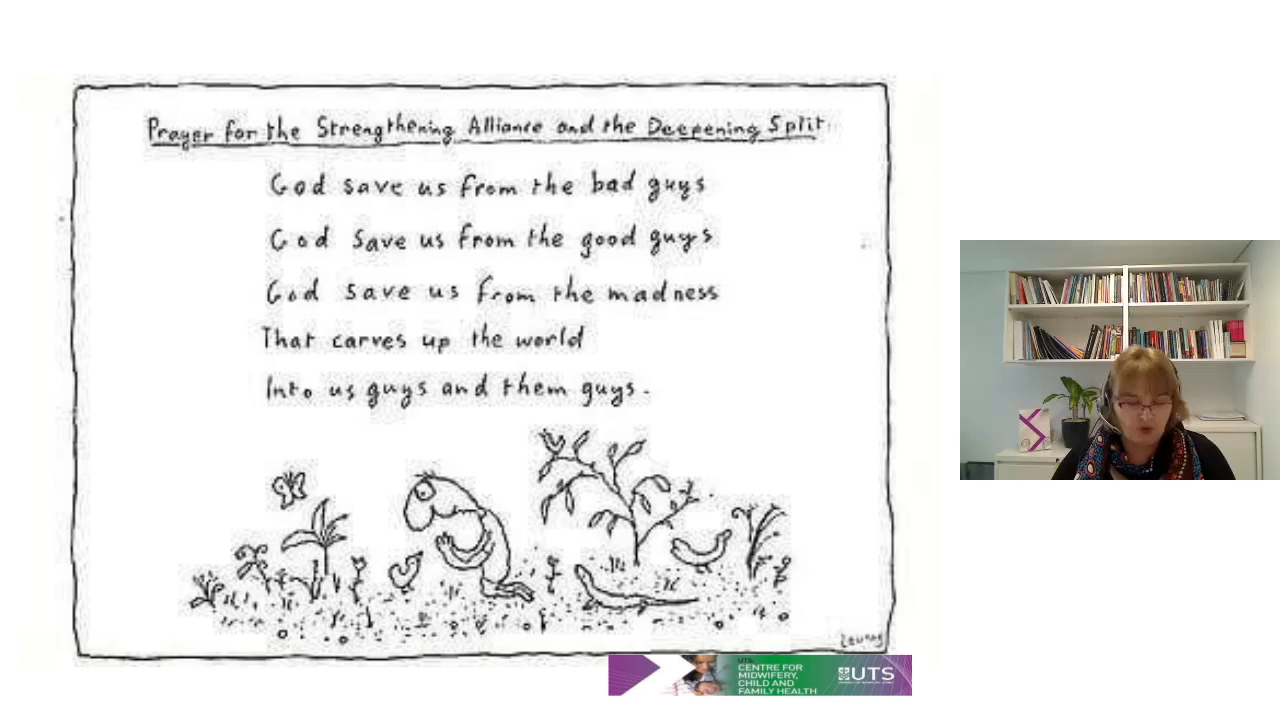 Prayer for the Strengthening Alliance and the Deepening Split.
God save us from the bad guys
God save us from the good guys
God save us from the madness
That carves up the world
Into us guys and them guys.
Leunig
UTS
CENTRE FOR
MIDWIFERY,
CHILD AND
FAMILY HEALTH
UTS